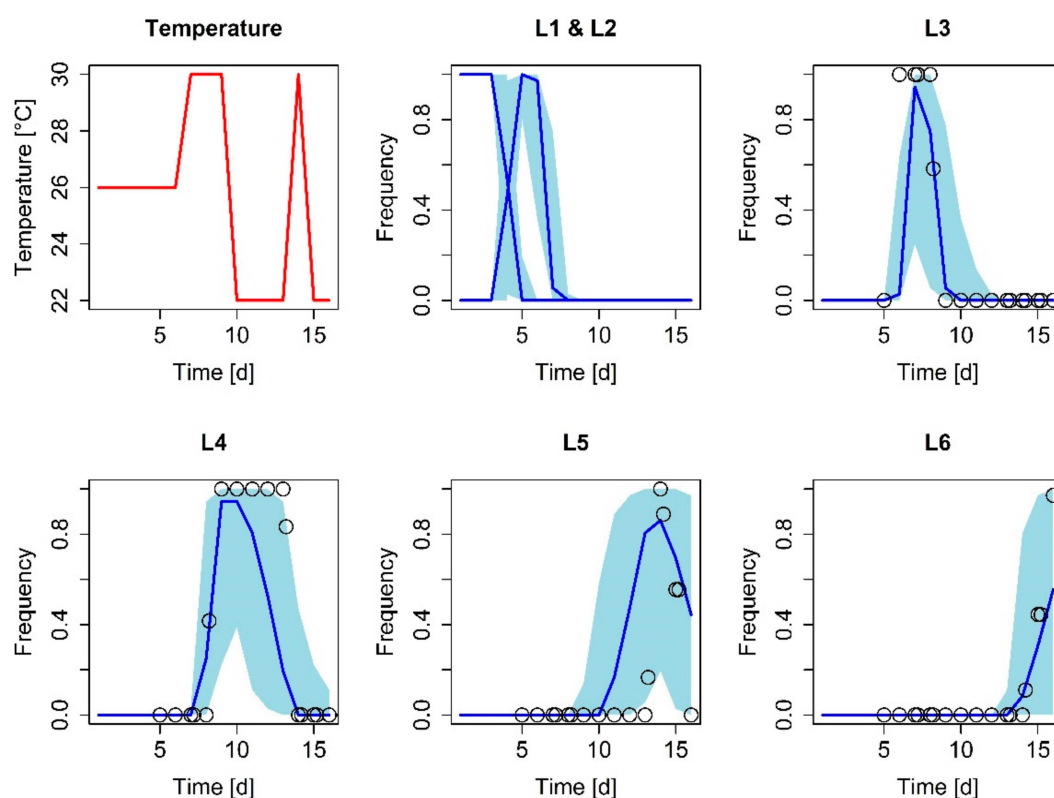 Temperature
L1 & L2
L3
Temperature [°C]
22 24 26 28 30
5 10 15
Time [d]
Frequency
0.0 0.4 0.8
5 10 15
Time [d]
Frequency
0.0 0.4 0.8
5 10 15
Time [d]
L4
L5
L6
Frequency
0.0 0.4 0.8
5 10 15
Time [d]
Frequency
0.0 0.4 0.8
5 10 15
Time [d]
Frequency
0.0 0.4 0.8
5 10 15
Time [d]